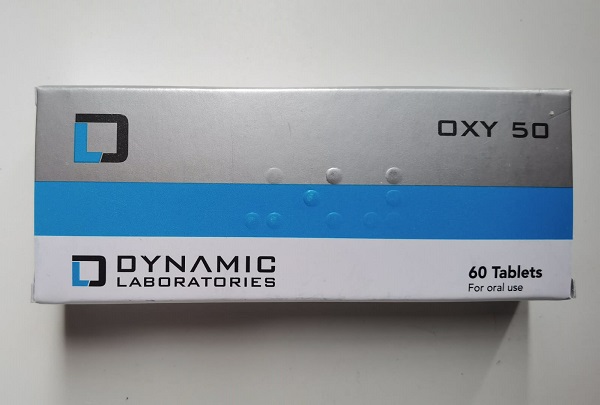 OXY 50
DYNAMIC
LABORATORIES
60 Tablets
For oral use